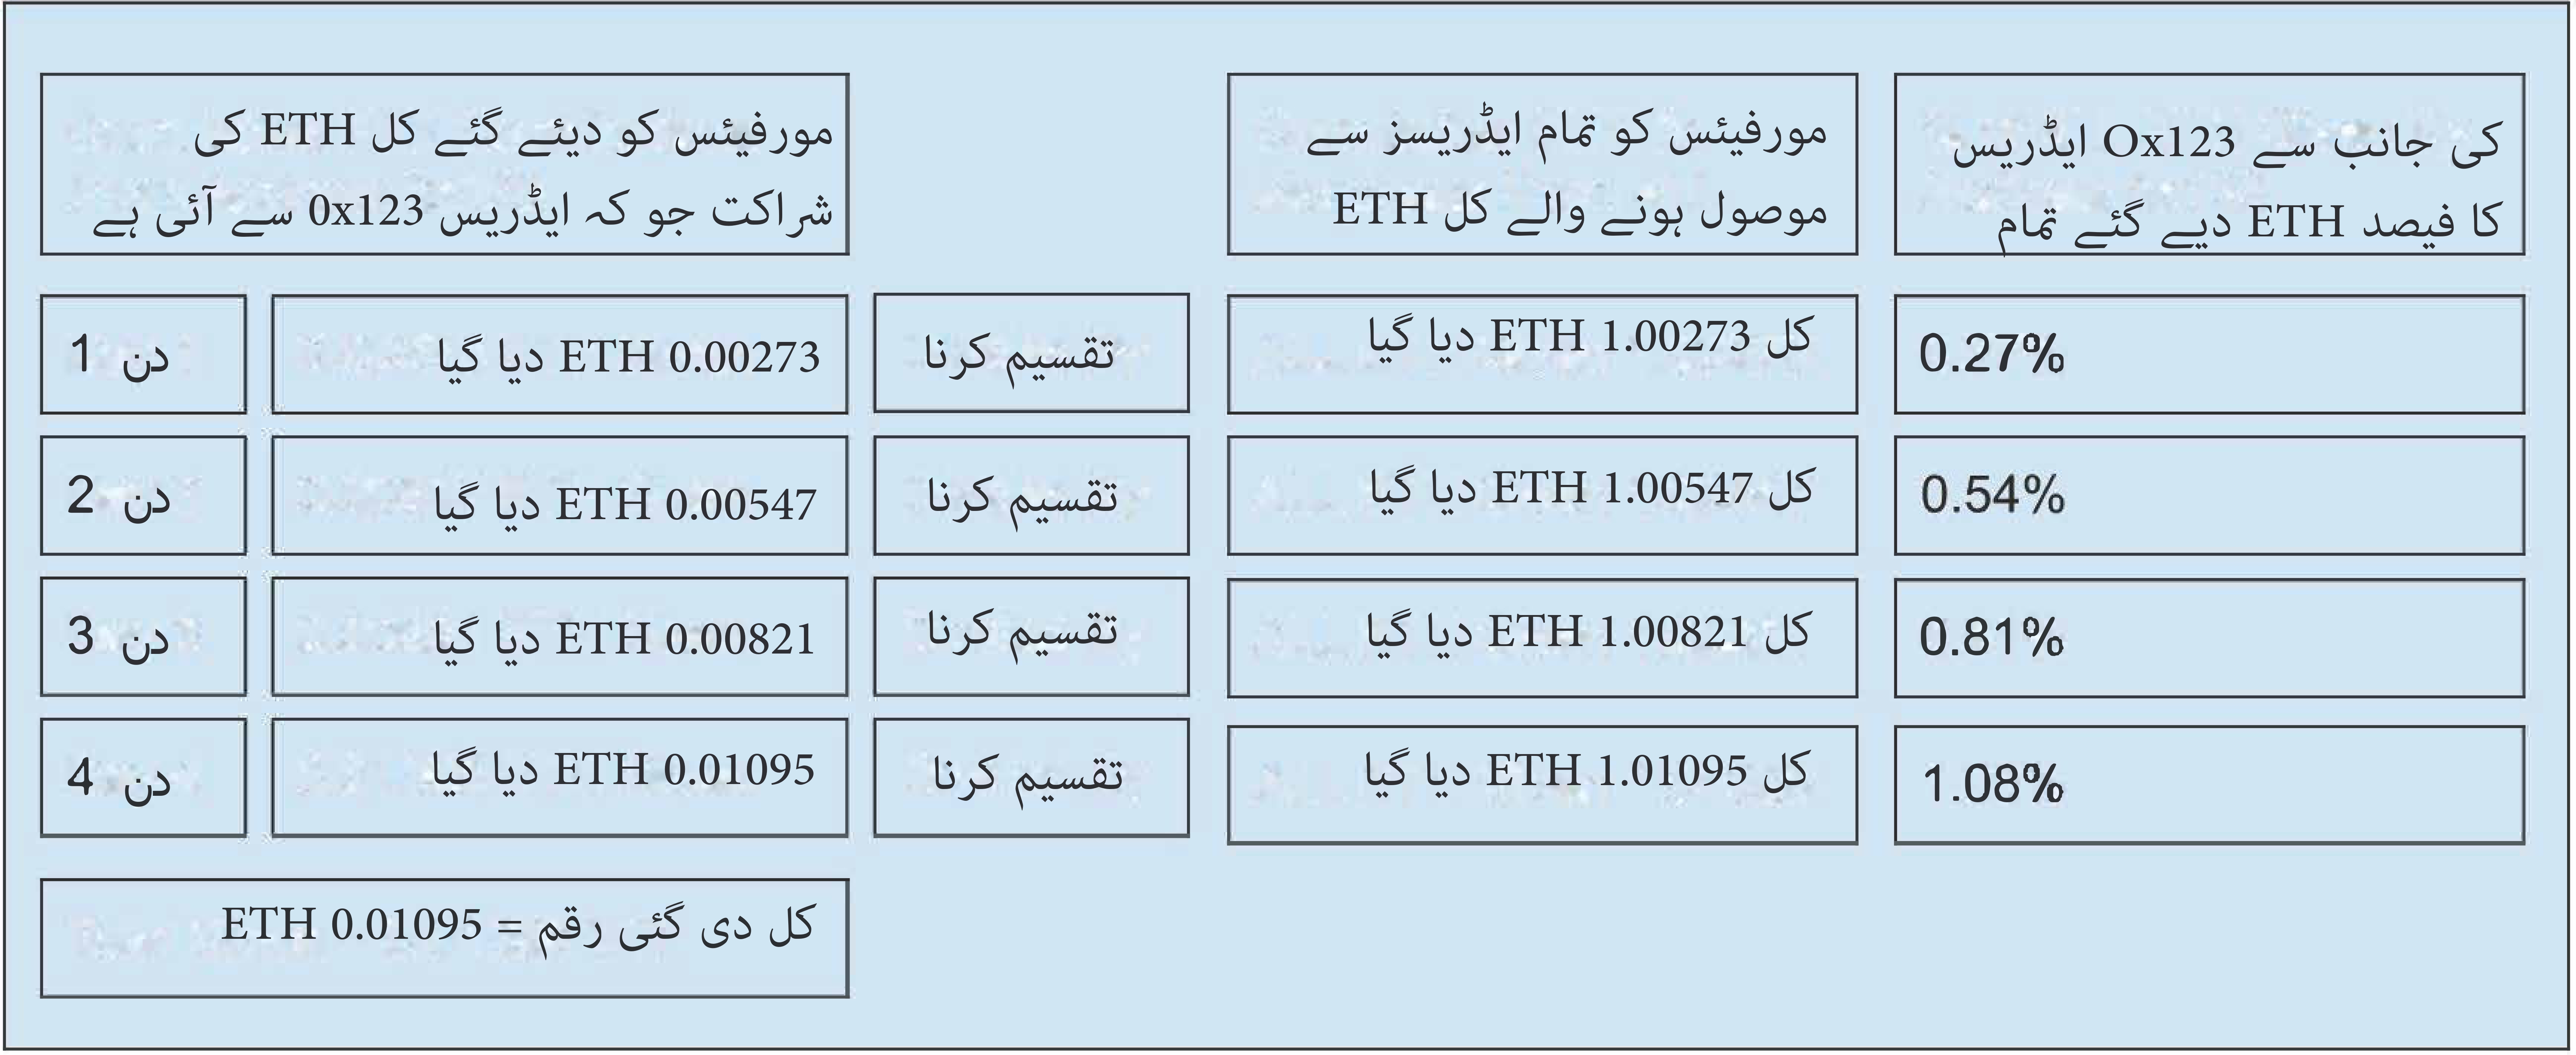 مورفیئس کو دیئے گئے کل ETH کی
شراکت جو کہ ایڈریس 0x123 سے آئی ہے
مورفیئس کو تمام ایڈریسز سے
موصول ہونے والے کل ETH
کی جانب سے Ox123 ایڈریس
کا فیصد ETH دیے گئے تمام
دن 1
0.00273 ETH دیا گیا
تقسیم کرنا
کل 1.00273 ETH دیا گیا
0.27%
دن 2
0.00547 ETH دیا گیا
تقسیم کرنا
کل 1.00547 ETH دیا گیا
0.54%
دن 3
0.00821 ETH دیا گیا
تقسیم کرنا
کل 1.00821 ETH دیا گیا
0.81%
دن 4
0.01095 ETH دیا گیا
تقسیم کرنا
کل 1.01095 ETH دیا گیا
1.08%
کل دی گئی رقم = 0.01095 ETH